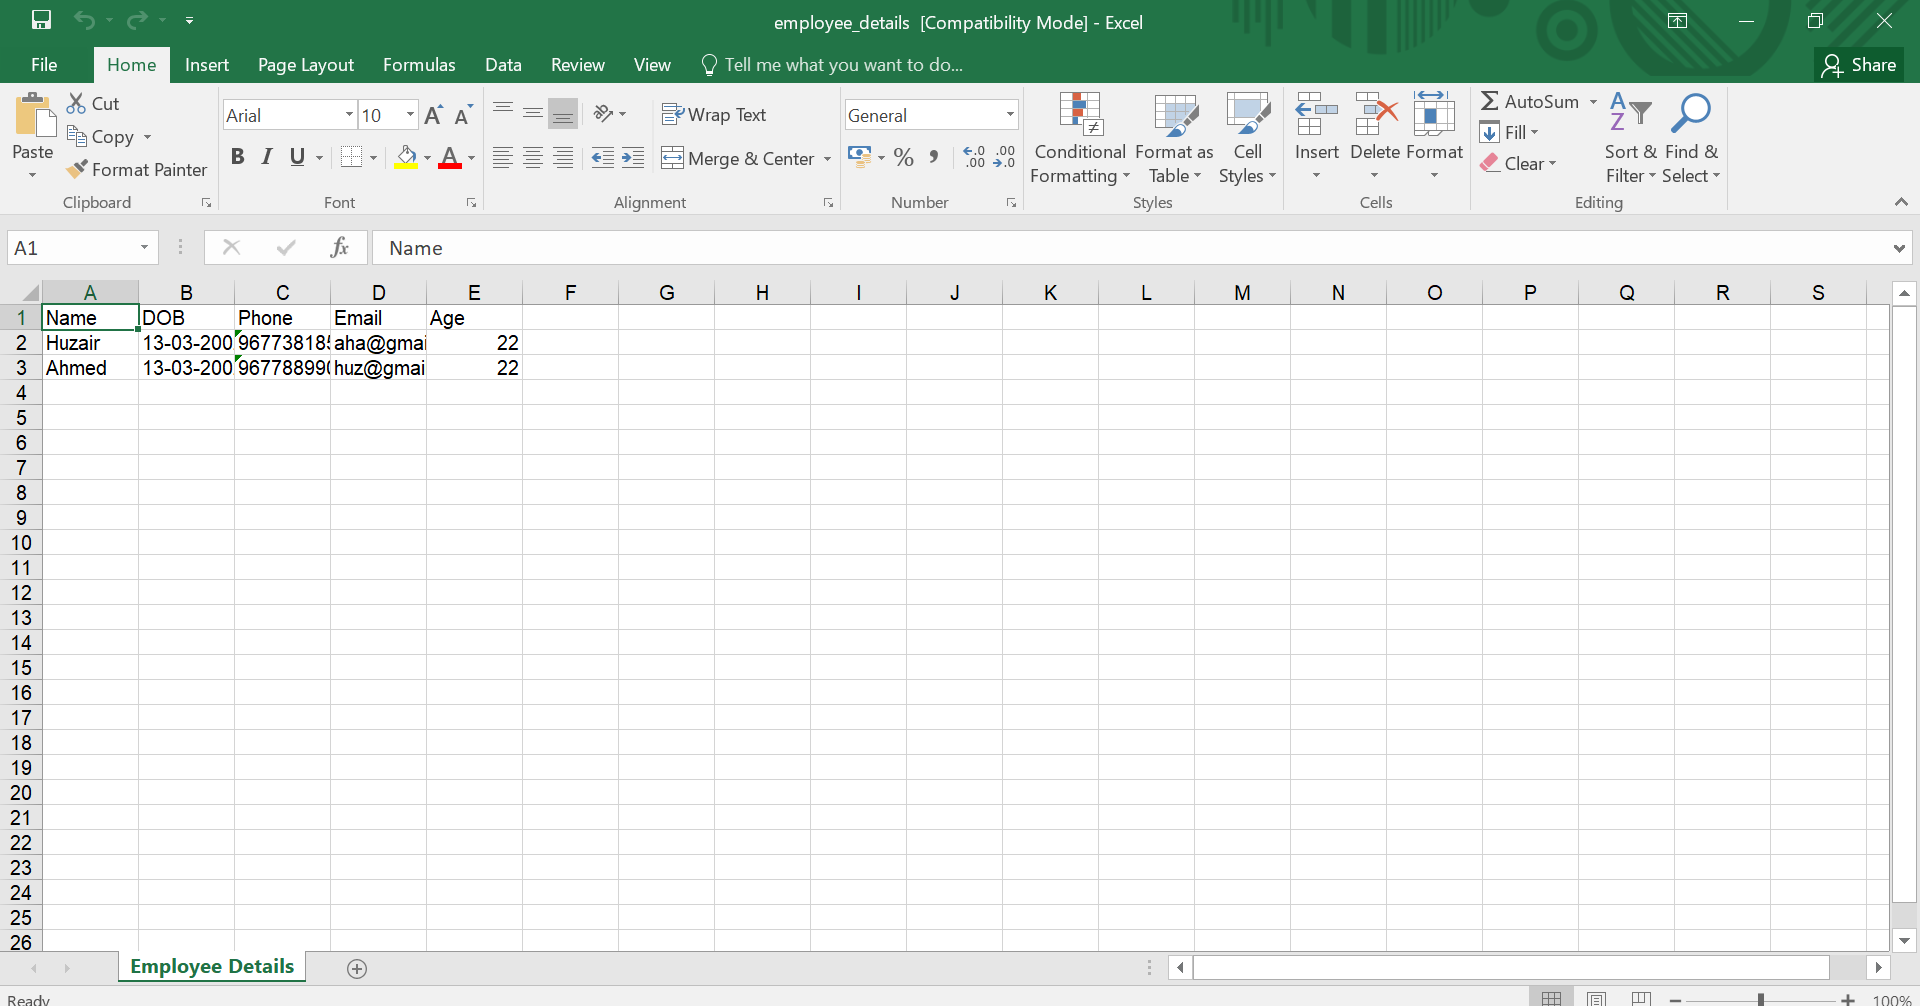 employee_details [Compatibility Mode] - Excel
File Home Insert Page Layout Formulas Data Review View Tell me what you want to do... Share
Paste Cut Copy Format Painter
Clipboard
Arial 10 A A
B I U A
Font
Wrap Text
Merge & Center
Alignment
General
% , .0 .00 .00 .0
Number
Conditional Formatting Format as Table Cell Styles
Styles
Insert Delete Format
Cells
AutoSum Fill Clear Sort & Filter Find & Select
Editing
A1 fx Name
A B C D E F G H I J K L M N O P Q R S
1 Name DOB Phone Email Age
2 Huzair 13-03-200 96773818 aha@gmai 22
3 Ahmed 13-03-200 96778899 huz@gmai 22
4
5
6
7
8
9
10
11
12
13
14
15
16
17
18
19
20
21
22
23
24
25
26
Employee Details
Ready 100%